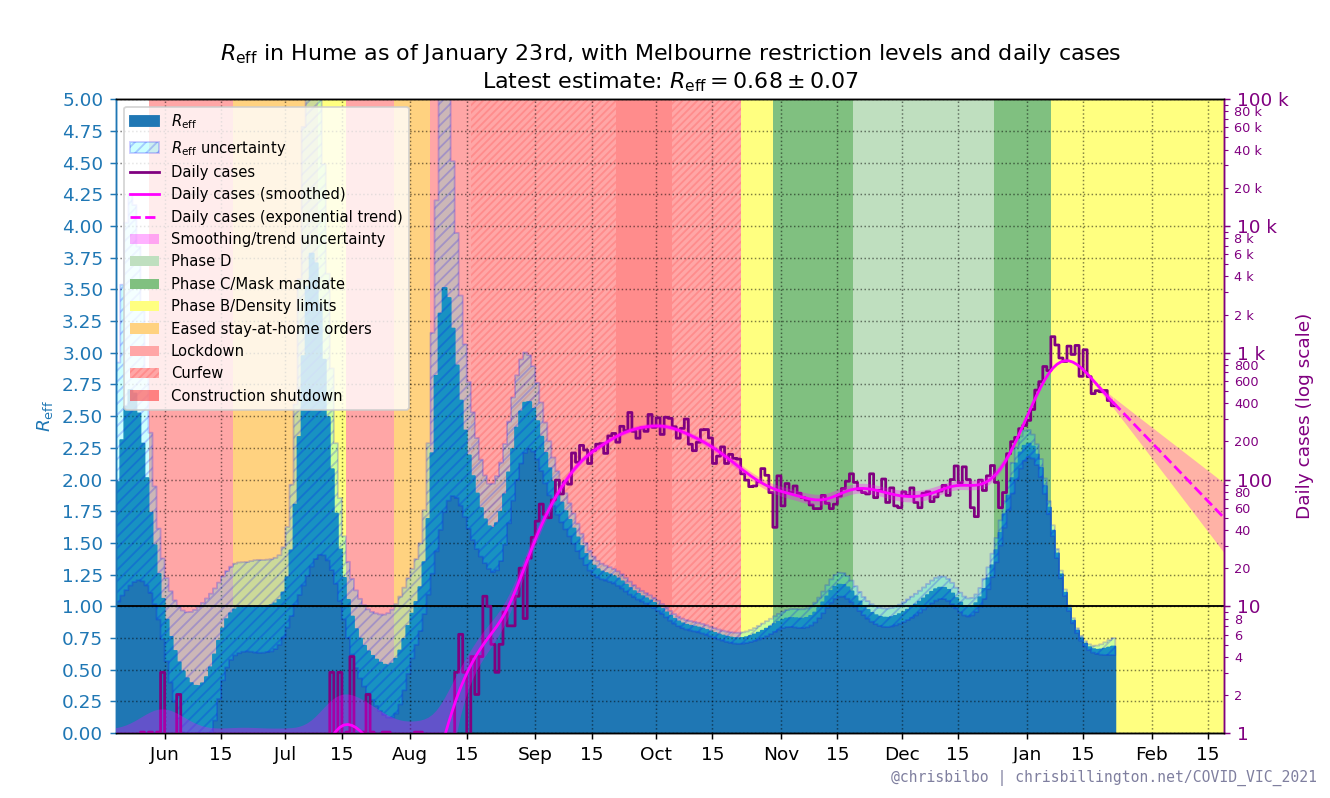 Reff in Hume as of January 23rd, with Melbourne restriction levels and daily cases
Latest estimate: Reff = 0.68 ± 0.07
5.00
4.75
4.50
4.25
4.00
3.75
3.50
3.25
3.00
2.75
2.50
2.25
2.00
1.75
1.50
1.25
1.00
0.75
0.50
0.25
0.00
Reff
Reff
Reff uncertainty
Daily cases
Daily cases (smoothed)
Daily cases (exponential trend)
Smoothing/trend uncertainty
Phase D
Phase C/Mask mandate
Phase B/Density limits
Eased stay-at-home orders
Lockdown
Curfew
Construction shutdown
100 k
80 k
60 k
40 k
20 k
10 k
8 k
6 k
4 k
2 k
1 k
800
600
400
200
100
80
60
40
20
10
8
6
4
2
1
Daily cases (log scale)
Jun 15 Jul 15 Aug 15 Sep 15 Oct 15 Nov 15 Dec 15 Jan 15 Feb 15
@chrisbilbo | chrisbillington.net/COVID_VIC_2021